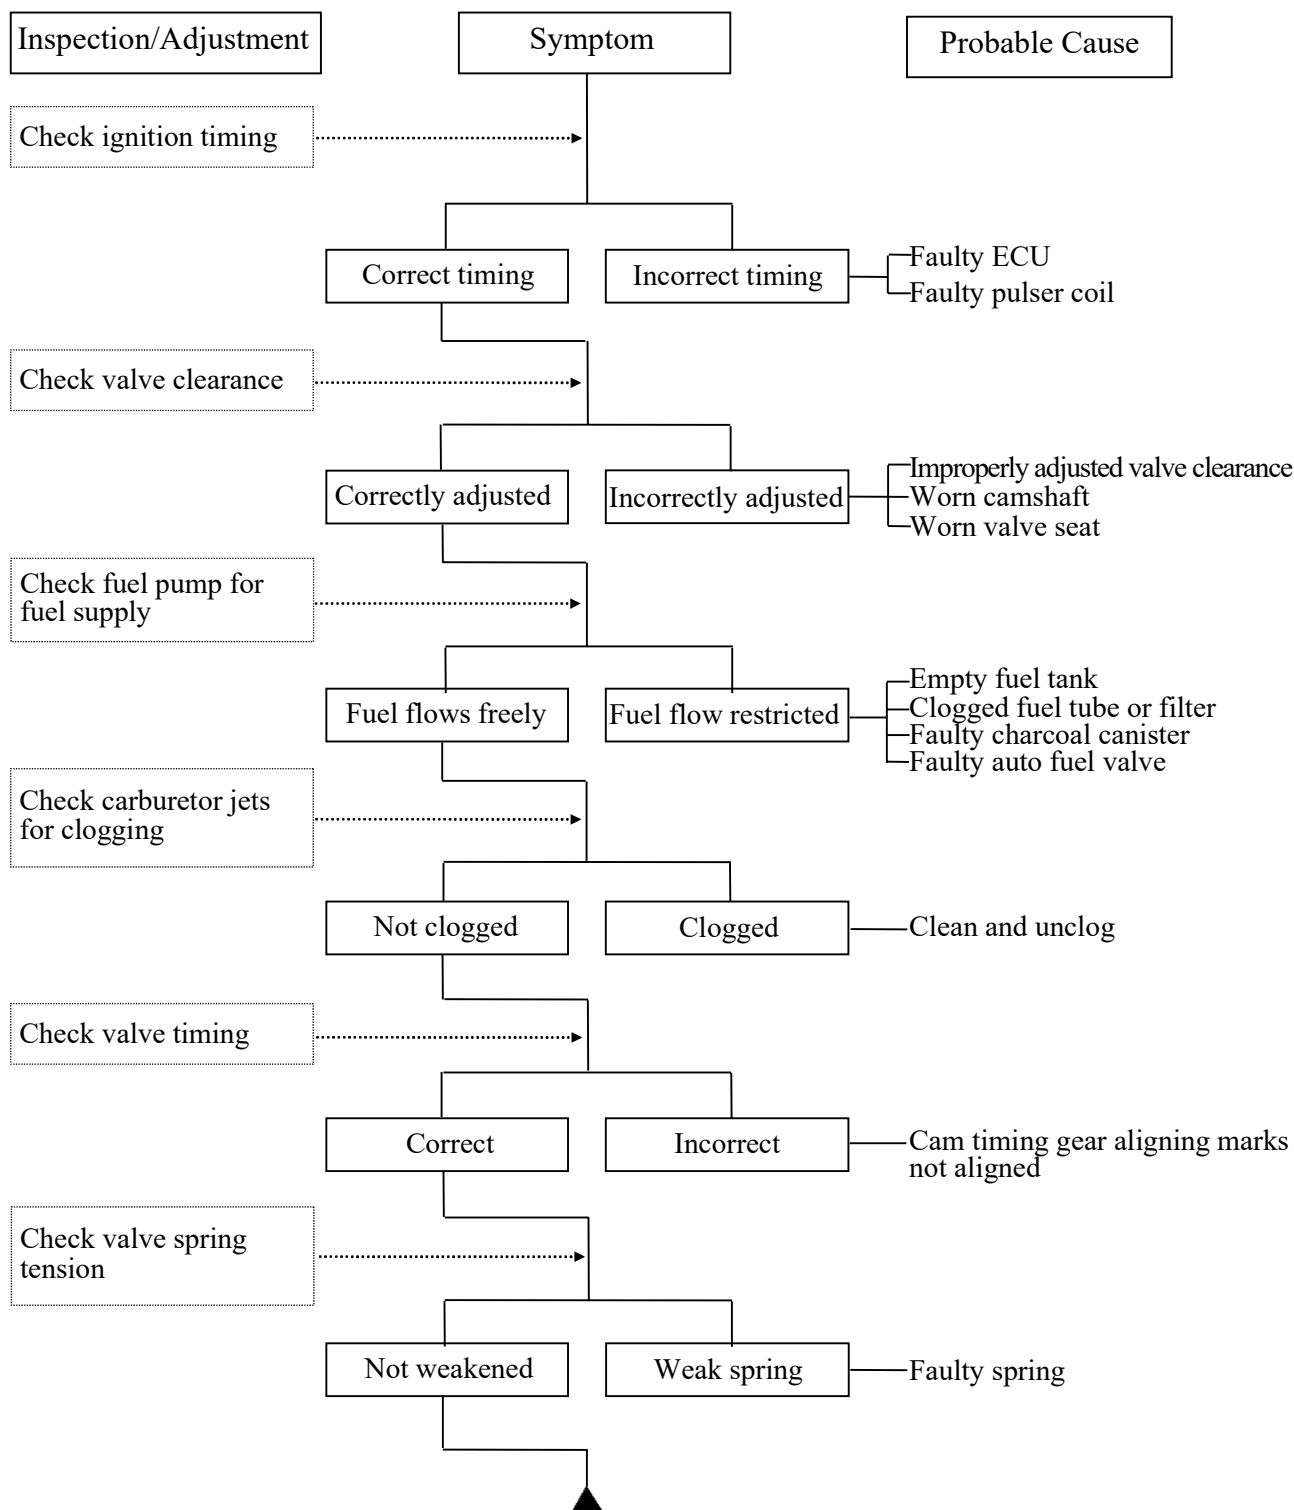 Inspection/Adjustment
Symptom
Probable Cause
Check ignition timing
Correct timing
Incorrect timing
Faulty ECU
Faulty pulser coil
Check valve clearance
Correctly adjusted
Incorrectly adjusted
Improperly adjusted valve clearance
Worn camshaft
Worn valve seat
Check fuel pump for
fuel supply
Fuel flows freely
Fuel flow restricted
Empty fuel tank
Clogged fuel tube or filter
Faulty charcoal canister
Faulty auto fuel valve
Check carburetor jets
for clogging
Not clogged
Clogged
Clean and unclog
Check valve timing
Correct
Incorrect
Cam timing gear aligning marks
not aligned
Check valve spring
tension
Not weakened
Weak spring
Faulty spring